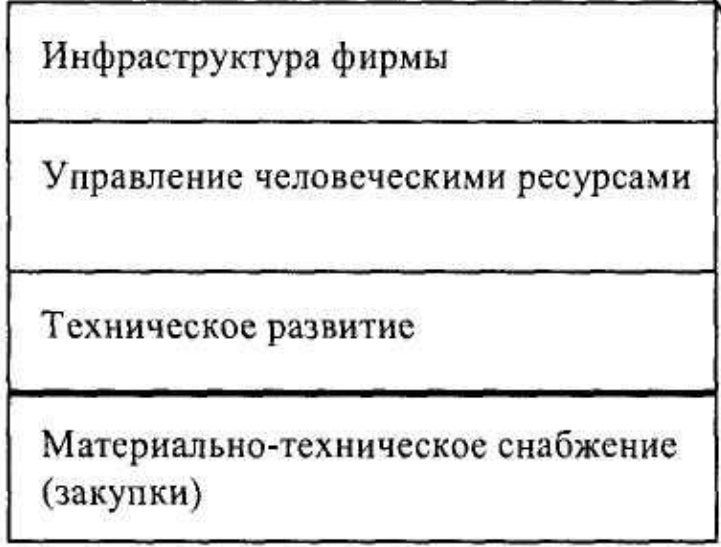 Инфраструктура фирмы
Управление человеческими ресурсами
Техническое развитие
Материально-техническое снабжение
(закупки)